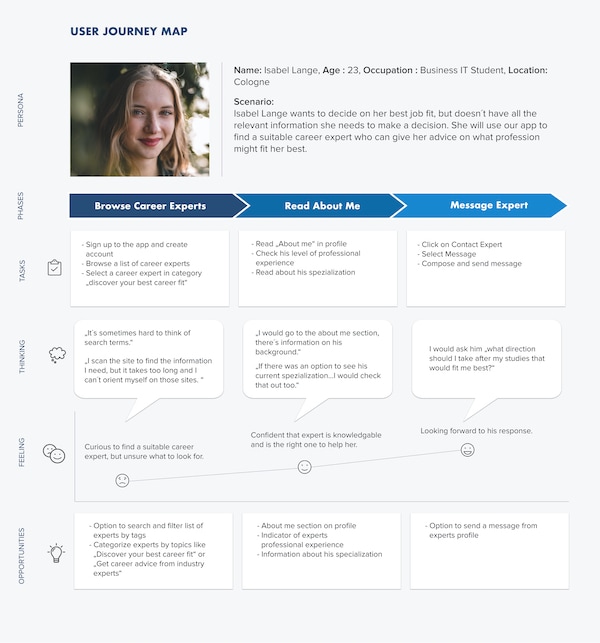 USER JOURNEY MAP
PERSONA
Name: Isabel Lange, Age : 23, Occupation : Business IT Student, Location:
Cologne
Scenario:
Isabel Lange wants to decide on her best job fit, but doesn´t have all the
relevant information she needs to make a decision. She will use our app to
find a suitable career expert who can give her advice on what profession
might fit her best.
PHASES
Browse Career Experts
Read About Me
Message Expert
TASKS
- Sign up to the app and create
account
- Browse a list of career experts
- Select a career expert in category
„discover your best career fit"
- Read „About me" in profile
- Check his level of professional
experience
- Read about his spezialization
- Click on Contact Expert
- Select Message
- Compose and send message
THINKING
„It´s sometimes hard to think of
search terms."
„I scan the site to find the information
I need, but it takes too long and I
can´t orient myself on those sites. "
„I would go to the about me section,
there´s information on his
background."
„If there was an option to see his
current spezialization...I would check
that out too."
I would ask him „what direction
should I take after my studies that
would fit me best?"
FEELING
Curious to find a suitable career
expert, but unsure what to look for.
Confident that expert is knowledgable
and is the right one to help her.
Looking forward to his response.
OPPORTUNITIES
- Option to search and filter list of
experts by tags
- Categorize experts by topics like
„Discover your best career fit" or
„Get career advice from industry
experts"
- About me section on profile
- Indicator of experts
professional experience
- Information about his specialization
- Option to send a message from
experts profile